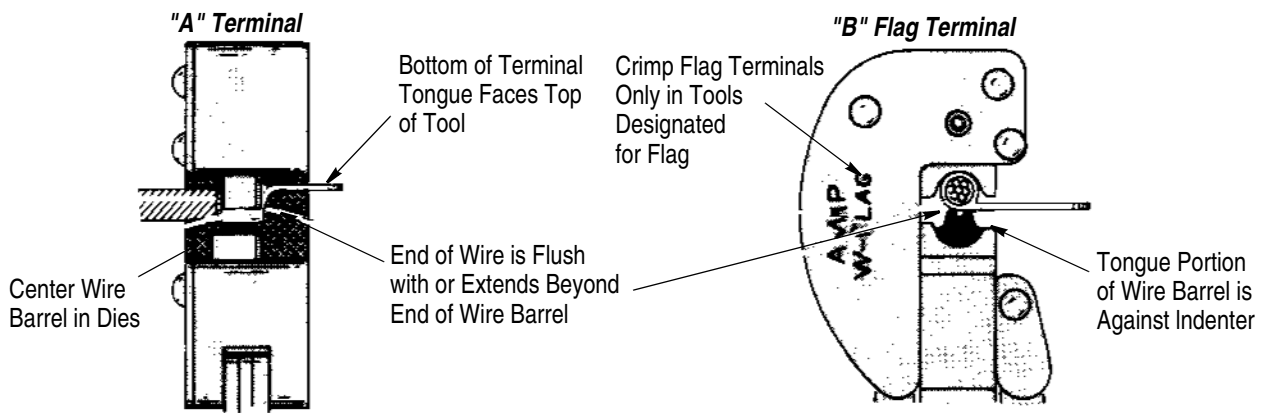 "A" Terminal
Bottom of Terminal
Tongue Faces Top
of Tool
Center Wire
Barrel in Dies
End of Wire is Flush
with or Extends Beyond
End of Wire Barrel
"B" Flag Terminal
Crimp Flag Terminals
Only in Tools
Designated
for Flag
AMP
W-FLAG
Tongue Portion
of Wire Barrel is
Against Indenter